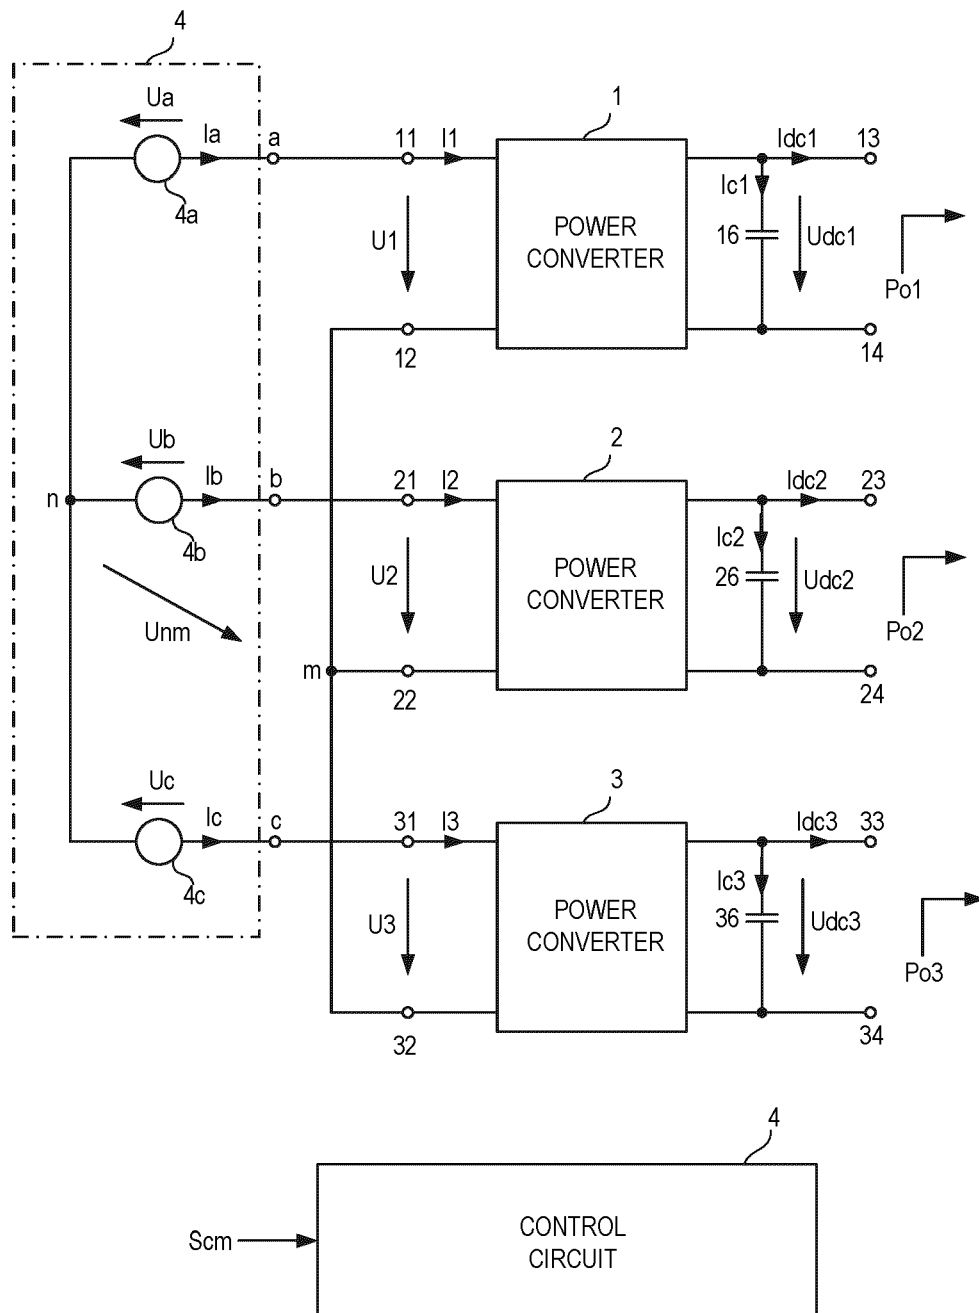 4
Ua
Ia
a
4a
11
I1
U1
12
1
POWER
CONVERTER
Idc1
13
Ic1
16
Udc1
Po1
14
n
Ub
Ib
b
4b
Unm
21
I2
U2
m
22
2
POWER
CONVERTER
Idc2
23
Ic2
26
Udc2
Po2
24
Uc
Ic
c
4c
31
I3
U3
32
3
POWER
CONVERTER
Idc3
33
Ic3
36
Udc3
Po3
34
4
Scm
CONTROL
CIRCUIT